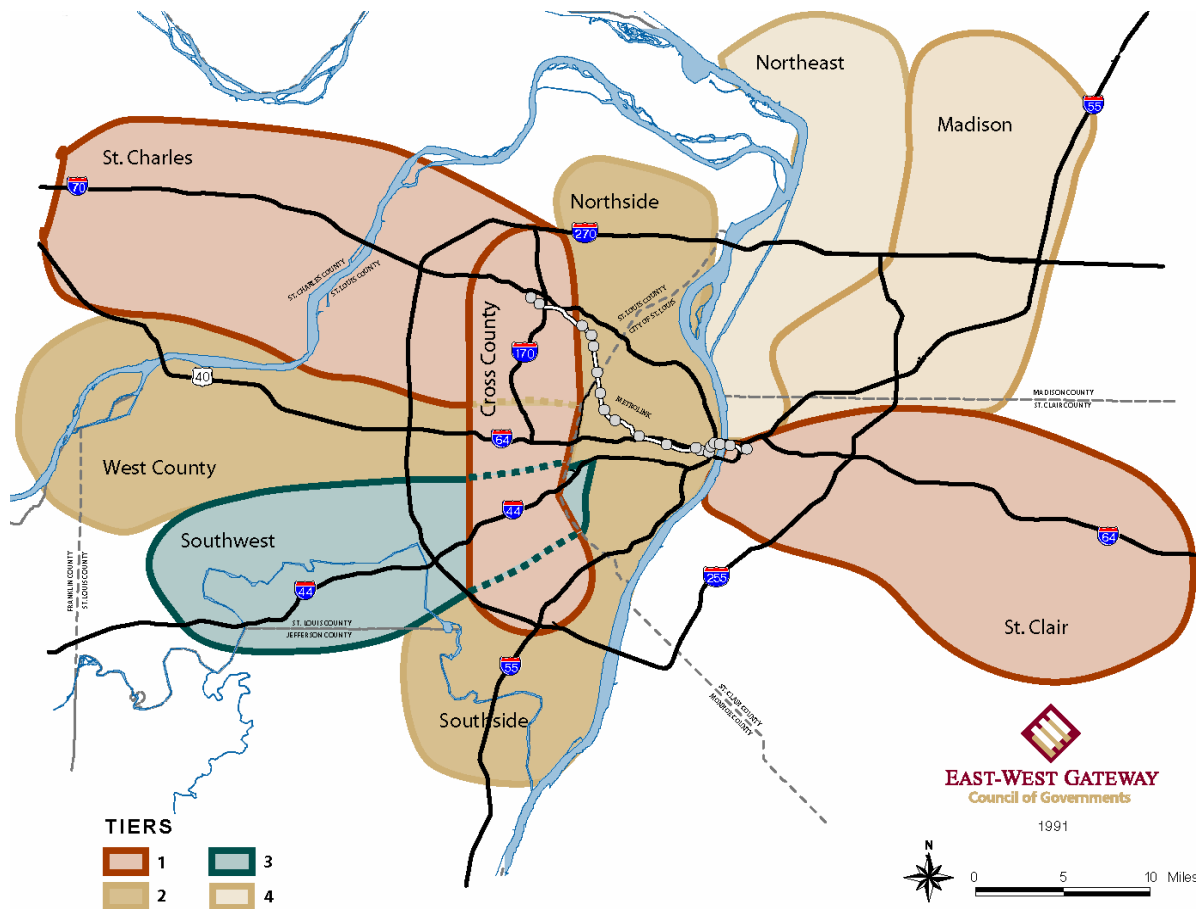 Northeast
Madison
55
St. Charles
70
Northside
270
ST. CHARLES COUNTY
ST. LOUIS COUNTY
ST. LOUIS COUNTY
CITY OF ST. LOUIS
Cross County
170
40
METROLINK
MADISON COUNTY
ST. CLAIR COUNTY
64
West County
44
Southwest
64
FRANKLIN COUNTY
ST. LOUIS COUNTY
44
255
ST. LOUIS COUNTY
JEFFERSON COUNTY
St. Clair
55
ST. CLAIR COUNTY
MONROE COUNTY
Southside
EAST-WEST GATEWAY
Council of Governments
1991
TIERS
1
3
2
4
N
0 5 10 Miles